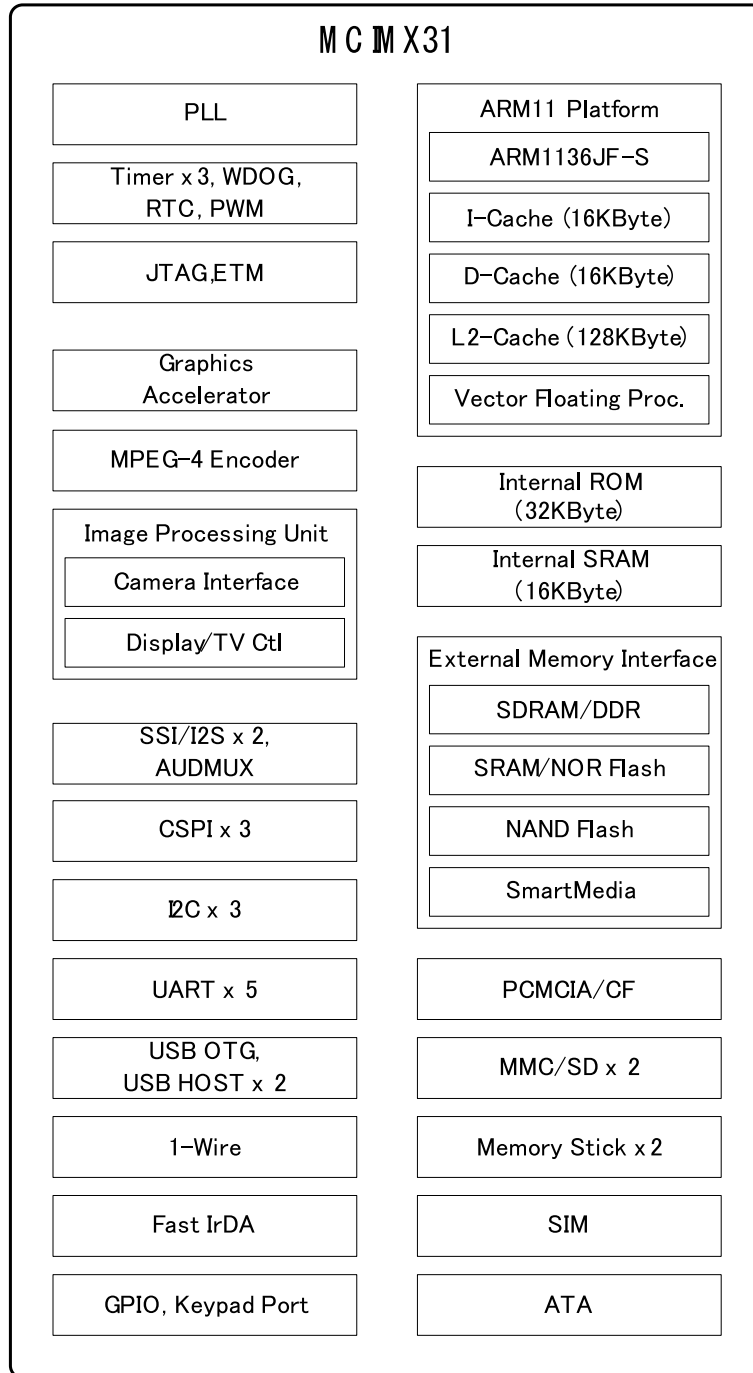 MCIMX31
PLL
Timer x 3, WDOG,
RTC, PWM
JTAG,ETM
Graphics
Accelerator
MPEG-4 Encoder
Image Processing Unit
Camera Interface
Display/TV Ctl
SSI/I2S x 2,
AUDMUX
CSPI x 3
I2C x 3
UART x 5
USB OTG,
USB HOST x 2
1-Wire
Fast IrDA
GPIO, Keypad Port
ARM11 Platform
ARM1136JF-S
I-Cache (16KByte)
D-Cache (16KByte)
L2-Cache (128KByte)
Vector Floating Proc.
Internal ROM
(32KByte)
Internal SRAM
(16KByte)
External Memory Interface
SDRAM/DDR
SRAM/NOR Flash
NAND Flash
SmartMedia
PCMCIA/CF
MMC/SD x 2
Memory Stick x 2
SIM
ATA